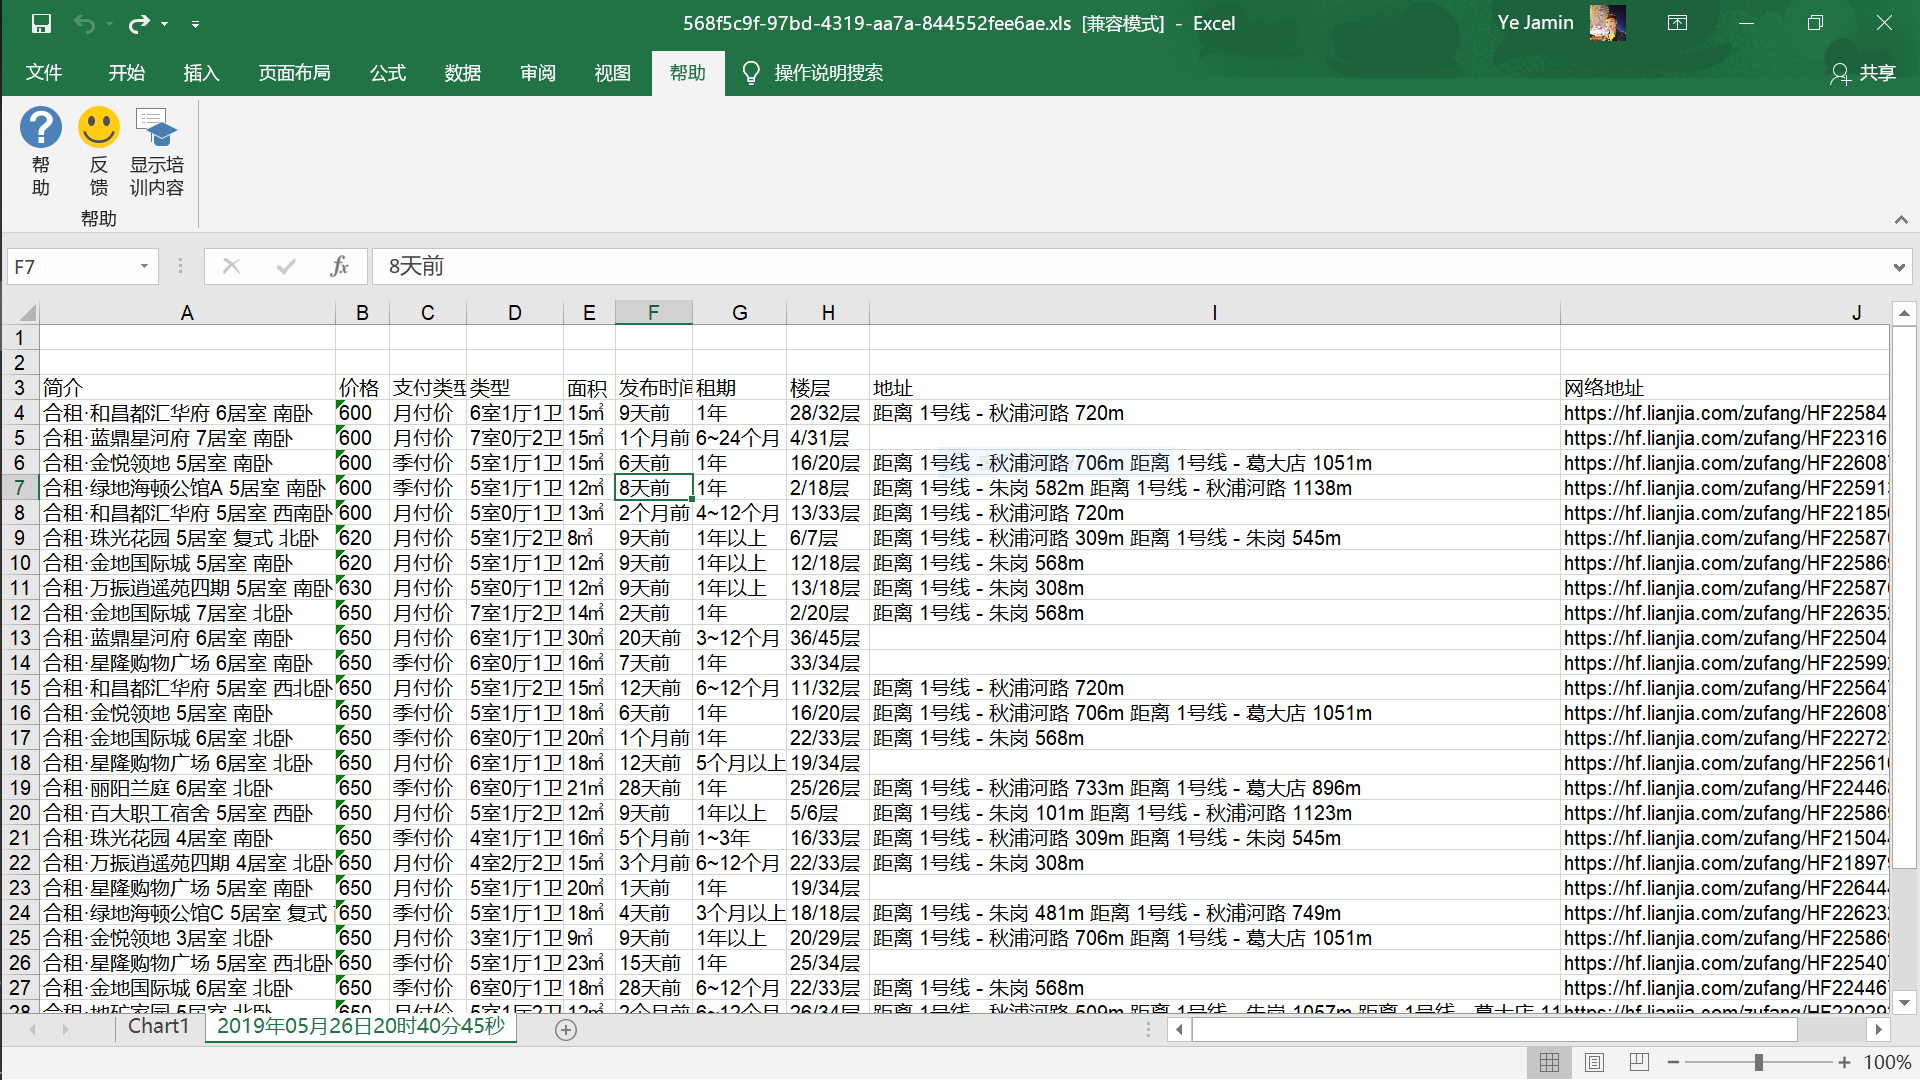 568f5c9f-97bd-4319-aa7a-844552fee6ae.xls [兼容模式] - Excel
Ye Jamin
文件 开始 插入 页面布局 公式 数据 审阅 视图 帮助 操作说明搜索 共享
帮助 反馈 显示培训内容
帮助
F7 fx 8天前
A B C D E F G H I J
1
2
3 简介 价格 支付类型 类型 面积 发布时间 租期 楼层 地址 网络地址
4 合租·和昌都汇华府 6居室 南卧 600 月付价 6室1厅1卫 15㎡ 9天前 1年 28/32层 距离 1号线 - 秋浦河路 720m https://hf.lianjia.com/zufang/HF22584
5 合租·蓝鼎星河府 7居室 南卧 600 月付价 7室0厅2卫 15㎡ 1个月前 6~24个月 4/31层 https://hf.lianjia.com/zufang/HF22316
6 合租·金悦领地 5居室 南卧 600 季付价 5室1厅1卫 15㎡ 6天前 1年 16/20层 距离 1号线 - 秋浦河路 706m 距离 1号线 - 葛大店 1051m https://hf.lianjia.com/zufang/HF22608
7 合租·绿地海顿公馆A 5居室 南卧 600 季付价 5室1厅1卫 12㎡ 8天前 1年 2/18层 距离 1号线 - 朱岗 582m 距离 1号线 - 秋浦河路 1138m https://hf.lianjia.com/zufang/HF22591
8 合租·和昌都汇华府 5居室 西南卧 600 月付价 5室0厅1卫 13㎡ 2个月前 4~12个月 13/33层 距离 1号线 - 秋浦河路 720m https://hf.lianjia.com/zufang/HF22185
9 合租·珠光花园 5居室 复式 北卧 620 月付价 5室1厅2卫 8㎡ 9天前 1年以上 6/7层 距离 1号线 - 秋浦河路 309m 距离 1号线 - 朱岗 545m https://hf.lianjia.com/zufang/HF22587
10 合租·金地国际城 5居室 南卧 620 月付价 5室1厅1卫 12㎡ 9天前 1年以上 12/18层 距离 1号线 - 朱岗 568m https://hf.lianjia.com/zufang/HF22586
11 合租·万振逍遥苑四期 5居室 南卧 630 月付价 5室0厅1卫 12㎡ 9天前 1年以上 13/18层 距离 1号线 - 朱岗 308m https://hf.lianjia.com/zufang/HF22587
12 合租·金地国际城 7居室 北卧 650 月付价 7室1厅2卫 14㎡ 2天前 1年 2/20层 距离 1号线 - 朱岗 568m https://hf.lianjia.com/zufang/HF22635
13 合租·蓝鼎星河府 6居室 南卧 650 月付价 6室1厅1卫 30㎡ 20天前 3~12个月 36/45层 https://hf.lianjia.com/zufang/HF22504
14 合租·星隆购物广场 6居室 南卧 650 季付价 6室0厅1卫 16㎡ 7天前 1年 33/34层 https://hf.lianjia.com/zufang/HF22599
15 合租·和昌都汇华府 5居室 西北卧 650 月付价 5室0厅2卫 15㎡ 12天前 6~12个月 11/32层 距离 1号线 - 秋浦河路 720m https://hf.lianjia.com/zufang/HF22564
16 合租·金悦领地 5居室 南卧 650 季付价 5室1厅1卫 18㎡ 6天前 1年 16/20层 距离 1号线 - 秋浦河路 706m 距离 1号线 - 葛大店 1051m https://hf.lianjia.com/zufang/HF22608
17 合租·金地国际城 6居室 北卧 650 季付价 6室0厅1卫 20㎡ 1个月前 1年 22/33层 距离 1号线 - 朱岗 568m https://hf.lianjia.com/zufang/HF22272
18 合租·星隆购物广场 6居室 北卧 650 月付价 6室1厅1卫 18㎡ 12天前 5个月以上 19/34层 https://hf.lianjia.com/zufang/HF22561
19 合租·丽阳兰庭 6居室 北卧 650 月付价 6室0厅1卫 21㎡ 28天前 1年 25/26层 距离 1号线 - 秋浦河路 733m 距离 1号线 - 葛大店 896m https://hf.lianjia.com/zufang/HF22446
20 合租·百大职工宿舍 5居室 西卧 650 月付价 5室1厅2卫 12㎡ 9天前 1年以上 5/6层 距离 1号线 - 朱岗 101m 距离 1号线 - 秋浦河路 1123m https://hf.lianjia.com/zufang/HF22586
21 合租·珠光花园 4居室 南卧 650 季付价 4室1厅1卫 16㎡ 5个月前 1~3年 16/33层 距离 1号线 - 秋浦河路 309m 距离 1号线 - 朱岗 545m https://hf.lianjia.com/zufang/HF21504
22 合租·万振逍遥苑四期 4居室 北卧 650 月付价 4室2厅2卫 15㎡ 3个月前 6~12个月 22/33层 距离 1号线 - 朱岗 308m https://hf.lianjia.com/zufang/HF21897
23 合租·星隆购物广场 5居室 南卧 650 季付价 5室1厅1卫 20㎡ 1天前 1年 19/34层 https://hf.lianjia.com/zufang/HF22644
24 合租·绿地海顿公馆C 5居室 复式 650 季付价 5室1厅1卫 18㎡ 4天前 3个月以上 18/18层 距离 1号线 - 朱岗 481m 距离 1号线 - 秋浦河路 749m https://hf.lianjia.com/zufang/HF22623
25 合租·金悦领地 3居室 北卧 650 月付价 3室1厅1卫 9㎡ 9天前 1年以上 20/29层 距离 1号线 - 秋浦河路 706m 距离 1号线 - 葛大店 1051m https://hf.lianjia.com/zufang/HF22586
26 合租·星隆购物广场 5居室 西北卧 650 季付价 5室1厅1卫 23㎡ 15天前 1年 25/34层 https://hf.lianjia.com/zufang/HF22540
27 合租·金地国际城 6居室 北卧 650 季付价 6室0厅1卫 18㎡ 28天前 6~12个月 22/33层 距离 1号线 - 朱岗 568m https://hf.lianjia.com/zufang/HF22446
Chart1 2019年05月26日20时40分45秒
100%